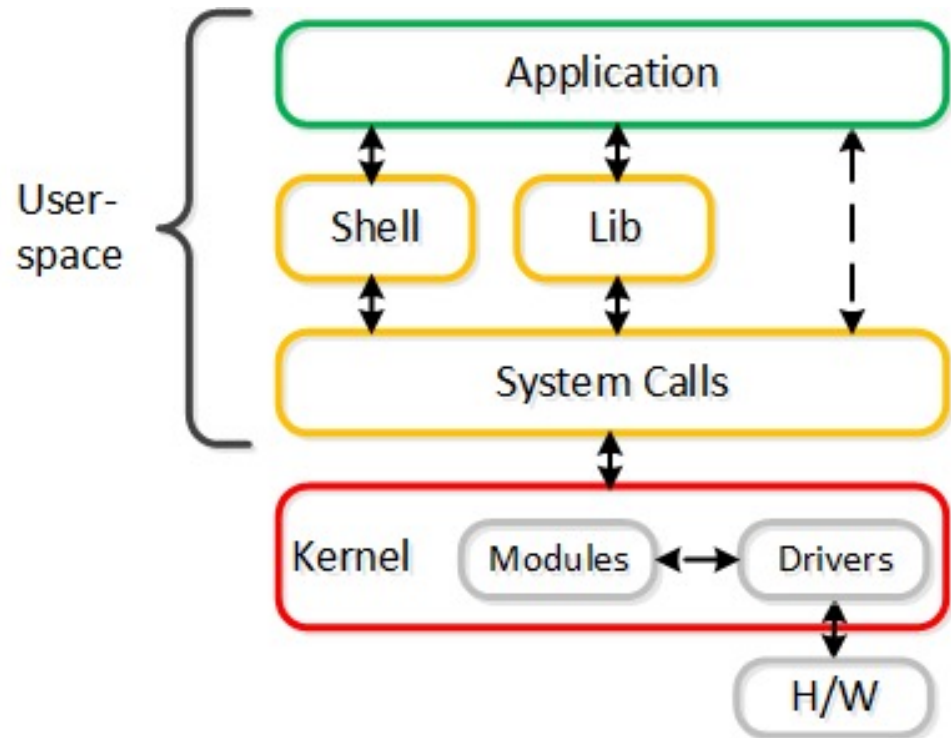 Application
User-
space
Shell
Lib
System Calls
Kernel
Modules
Drivers
H/W